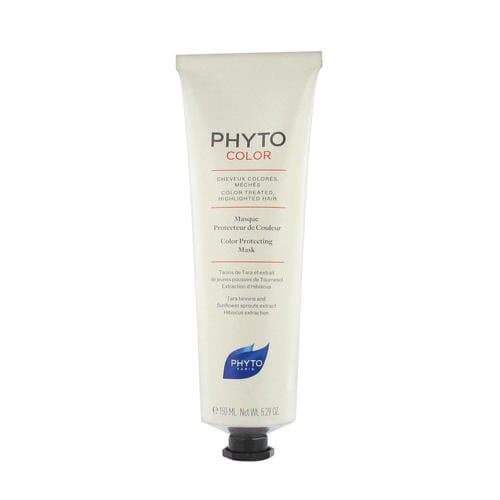 PHYTO
COLOR
CHEVEUX COLORÉS,
MÉCHÉS
COLOR TREATED,
HIGHLIGHTED HAIR
Masque
Protecteur de Couleur
Color Protecting
Mask
Tanins de Tara et extrait
de jeunes pousses de Tournesol
Extraction d'Hibiscus
Tara tannins and
Sunflower sprouts extract
Hibiscus extraction
PHYTO
PARIS
℮ 150 ML Net Wt. 5.29 OZ.